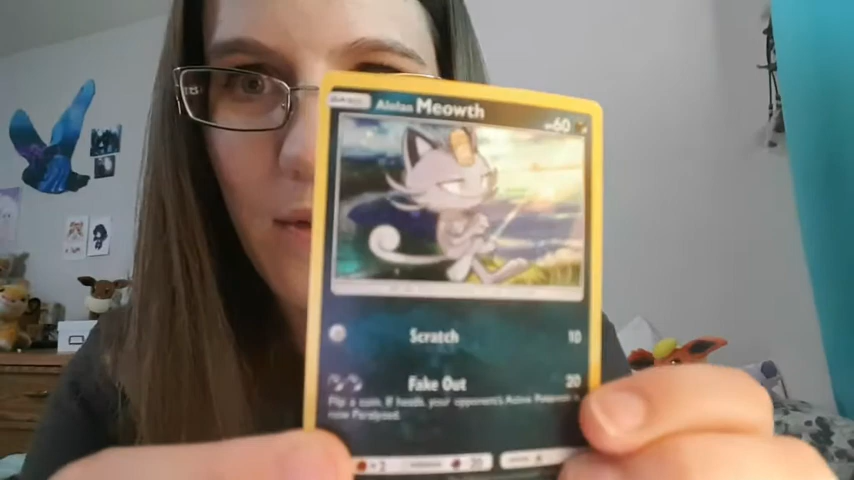 BASIC Alolan Meowth HP 60
Scratch 10
Fake Out 20
Flip a coin. If heads, your opponent's Active Pokémon is
now Paralyzed.